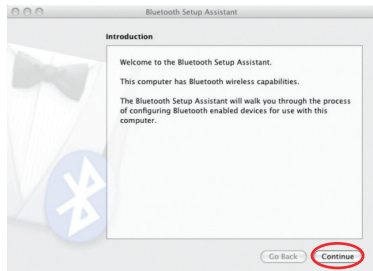 Bluetooth Setup Assistant
Introduction
Welcome to the Bluetooth Setup Assistant.
This computer has Bluetooth wireless capabilities.
The Bluetooth Setup Assistant will walk you through the process
of configuring Bluetooth enabled devices for use with this
computer.
Go Back Continue